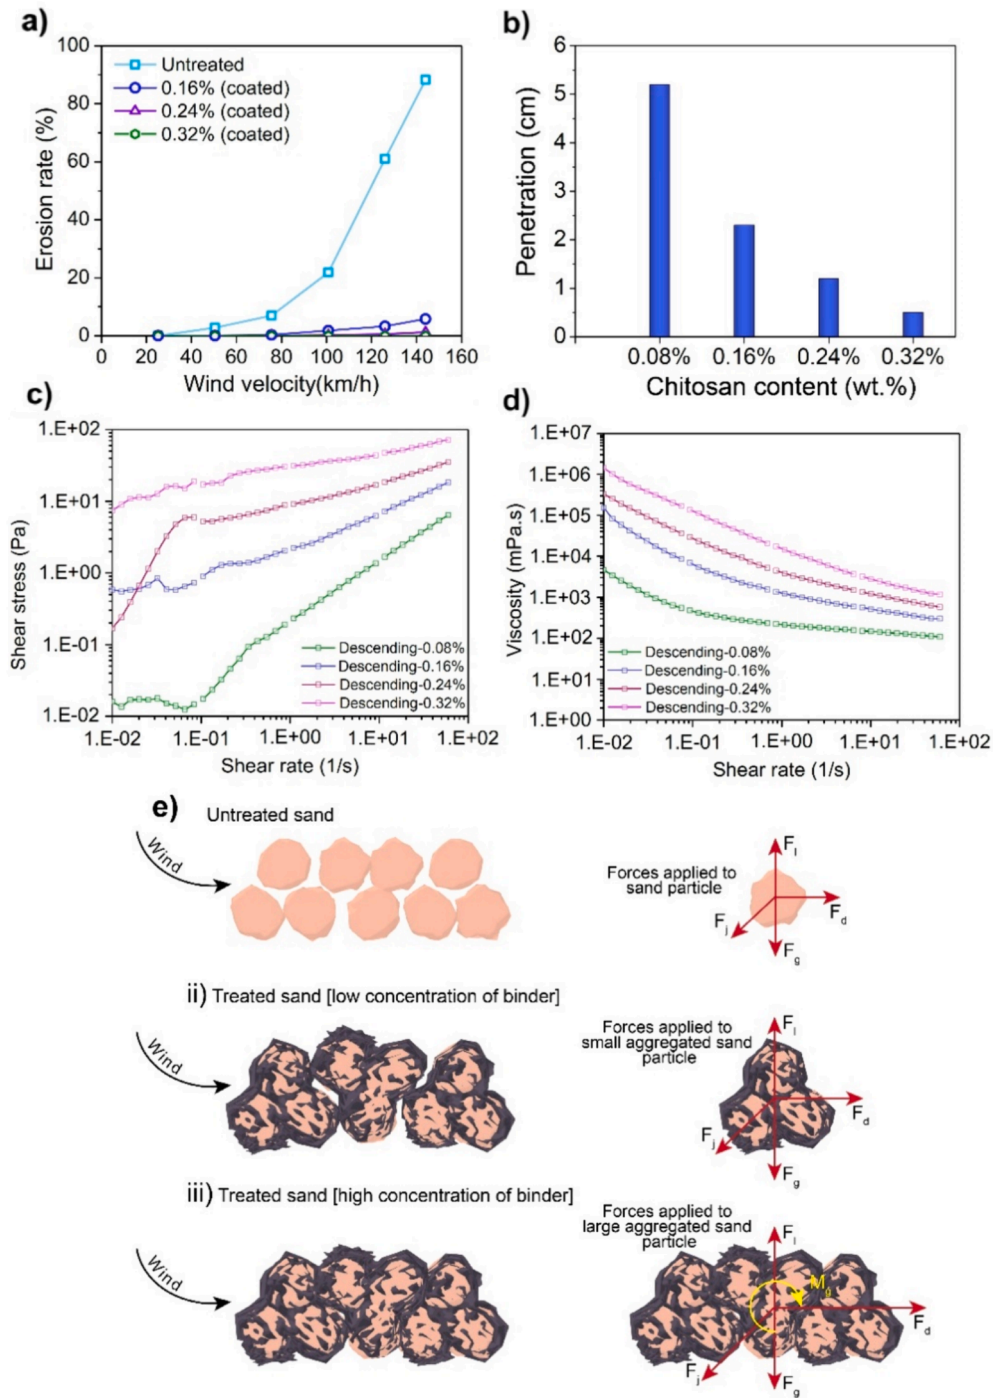 a)
100
80
60
40
20
0
Erosion rate (%)
Untreated
0.16% (coated)
0.24% (coated)
0.32% (coated)
0 20 40 60 80 100 120 140 160
Wind velocity(km/h)
b)
6
5
4
3
2
1
0
Penetration (cm)
0.08% 0.16% 0.24% 0.32%
Chitosan content (wt.%)
c)
1.E+02
1.E+01
1.E+00
1.E-01
1.E-02
Shear stress (Pa)
Descending-0.08%
Descending-0.16%
Descending-0.24%
Descending-0.32%
1.E-02 1.E-01 1.E+00 1.E+01 1.E+02
Shear rate (1/s)
d)
1.E+07
1.E+06
1.E+05
1.E+04
1.E+03
1.E+02
1.E+01
1.E+00
Viscosity (mPa.s)
Descending-0.08%
Descending-0.16%
Descending-0.24%
Descending-0.32%
1.E-02 1.E-01 1.E+00 1.E+01 1.E+02
Shear rate (1/s)
e)
Untreated sand
Wind
Forces applied to
sand particle
Fl
Fd
Fj
Fg
ii) Treated sand [low concentration of binder]
Wind
Forces applied to
small aggregated sand
particle
Fl
Fd
Fj
Fg
iii) Treated sand [high concentration of binder]
Wind
Forces applied to
large aggregated sand
particle
Fl
Mg
Fd
Fj
Fg